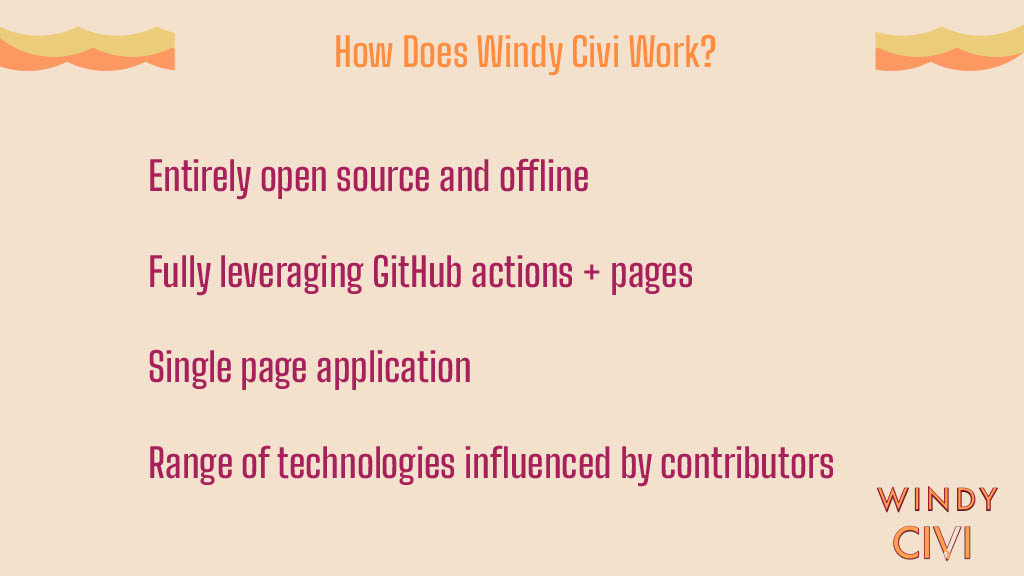 How Does Windy Civi Work?
Entirely open source and offline
Fully leveraging GitHub actions + pages
Single page application
Range of technologies influenced by contributors
WINDY
CIVI